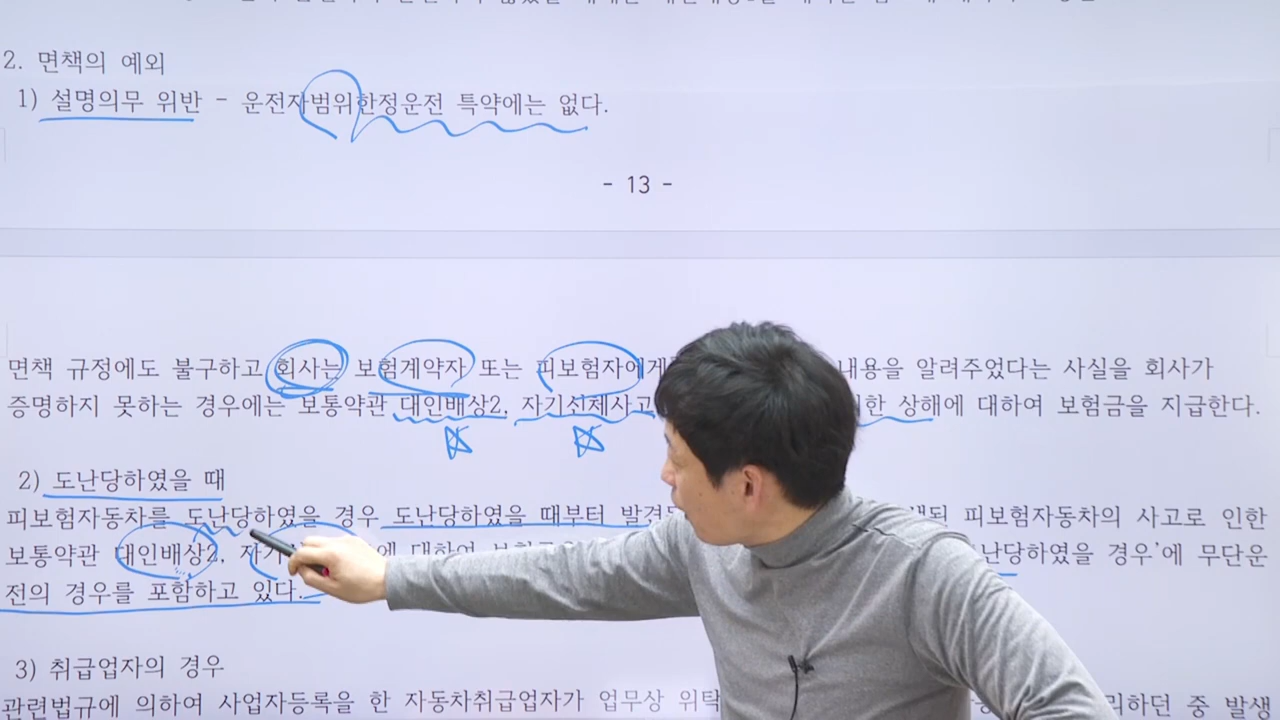 2. 면책의 예외
1) 설명의무 위반 - 운전자범위한정운전 특약에는 없다.
- 13 -
면책 규정에도 불구하고 회사는 보험계약자 또는 피보험자에게 내용을 알려주었다는 사실을 회사가
증명하지 못하는 경우에는 보통약관 대인배상2, 자기신체사고 한 상해에 대하여 보험금을 지급한다.
2) 도난당하였을 때
피보험자동차를 도난당하였을 경우 도난당하였을 때부터 발견 된 피보험자동차의 사고로 인한
보통약관 대인배상2, 에 대하여 난당하였을 경우'에 무단운
전의 경우를 포함하고 있다.
3) 취급업자의 경우
관련법규에 의하여 사업자등록을 한 자동차취급업자가 업무상 위탁 리하던 중 발생